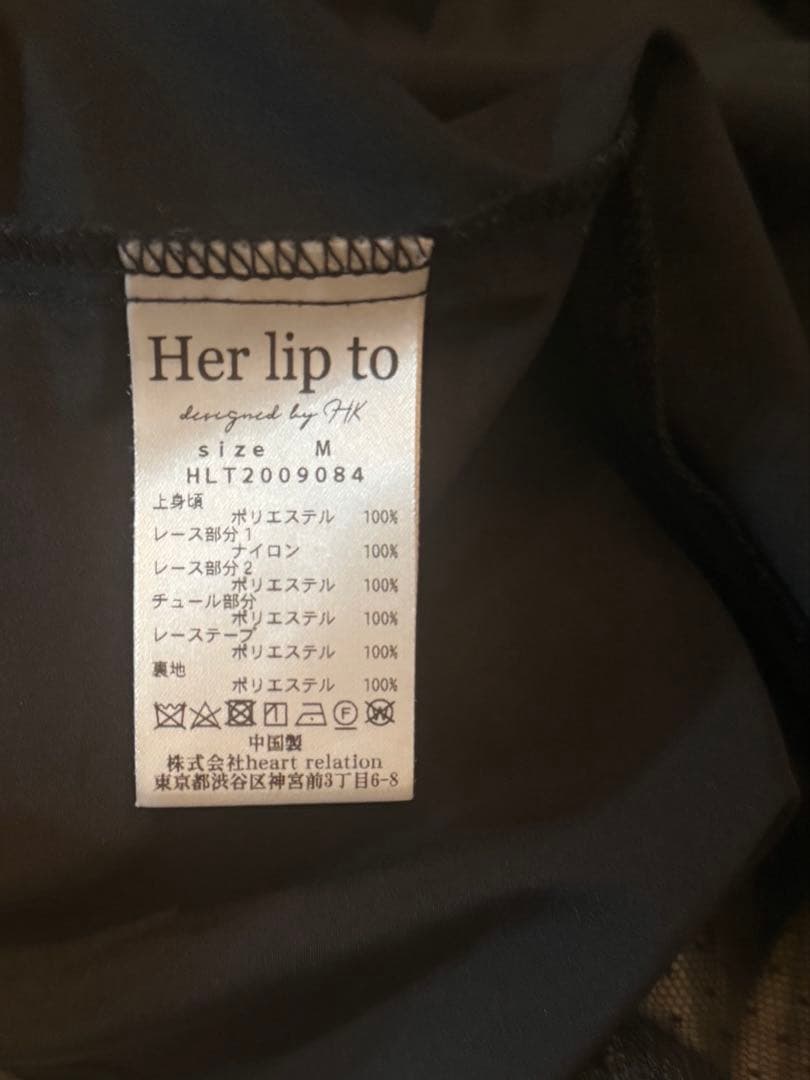 Her lip to
designed by HK
size M
HLT2009084
上身頃
ポリエステル 100%
レース部分1
ナイロン 100%
レース部分2
ポリエステル 100%
チュール部分
ポリエステル 100%
レーステープ
ポリエステル 100%
裏地
ポリエステル 100%
F W
中国製
株式会社heart relation
東京都渋谷区神宮前3丁目6-8